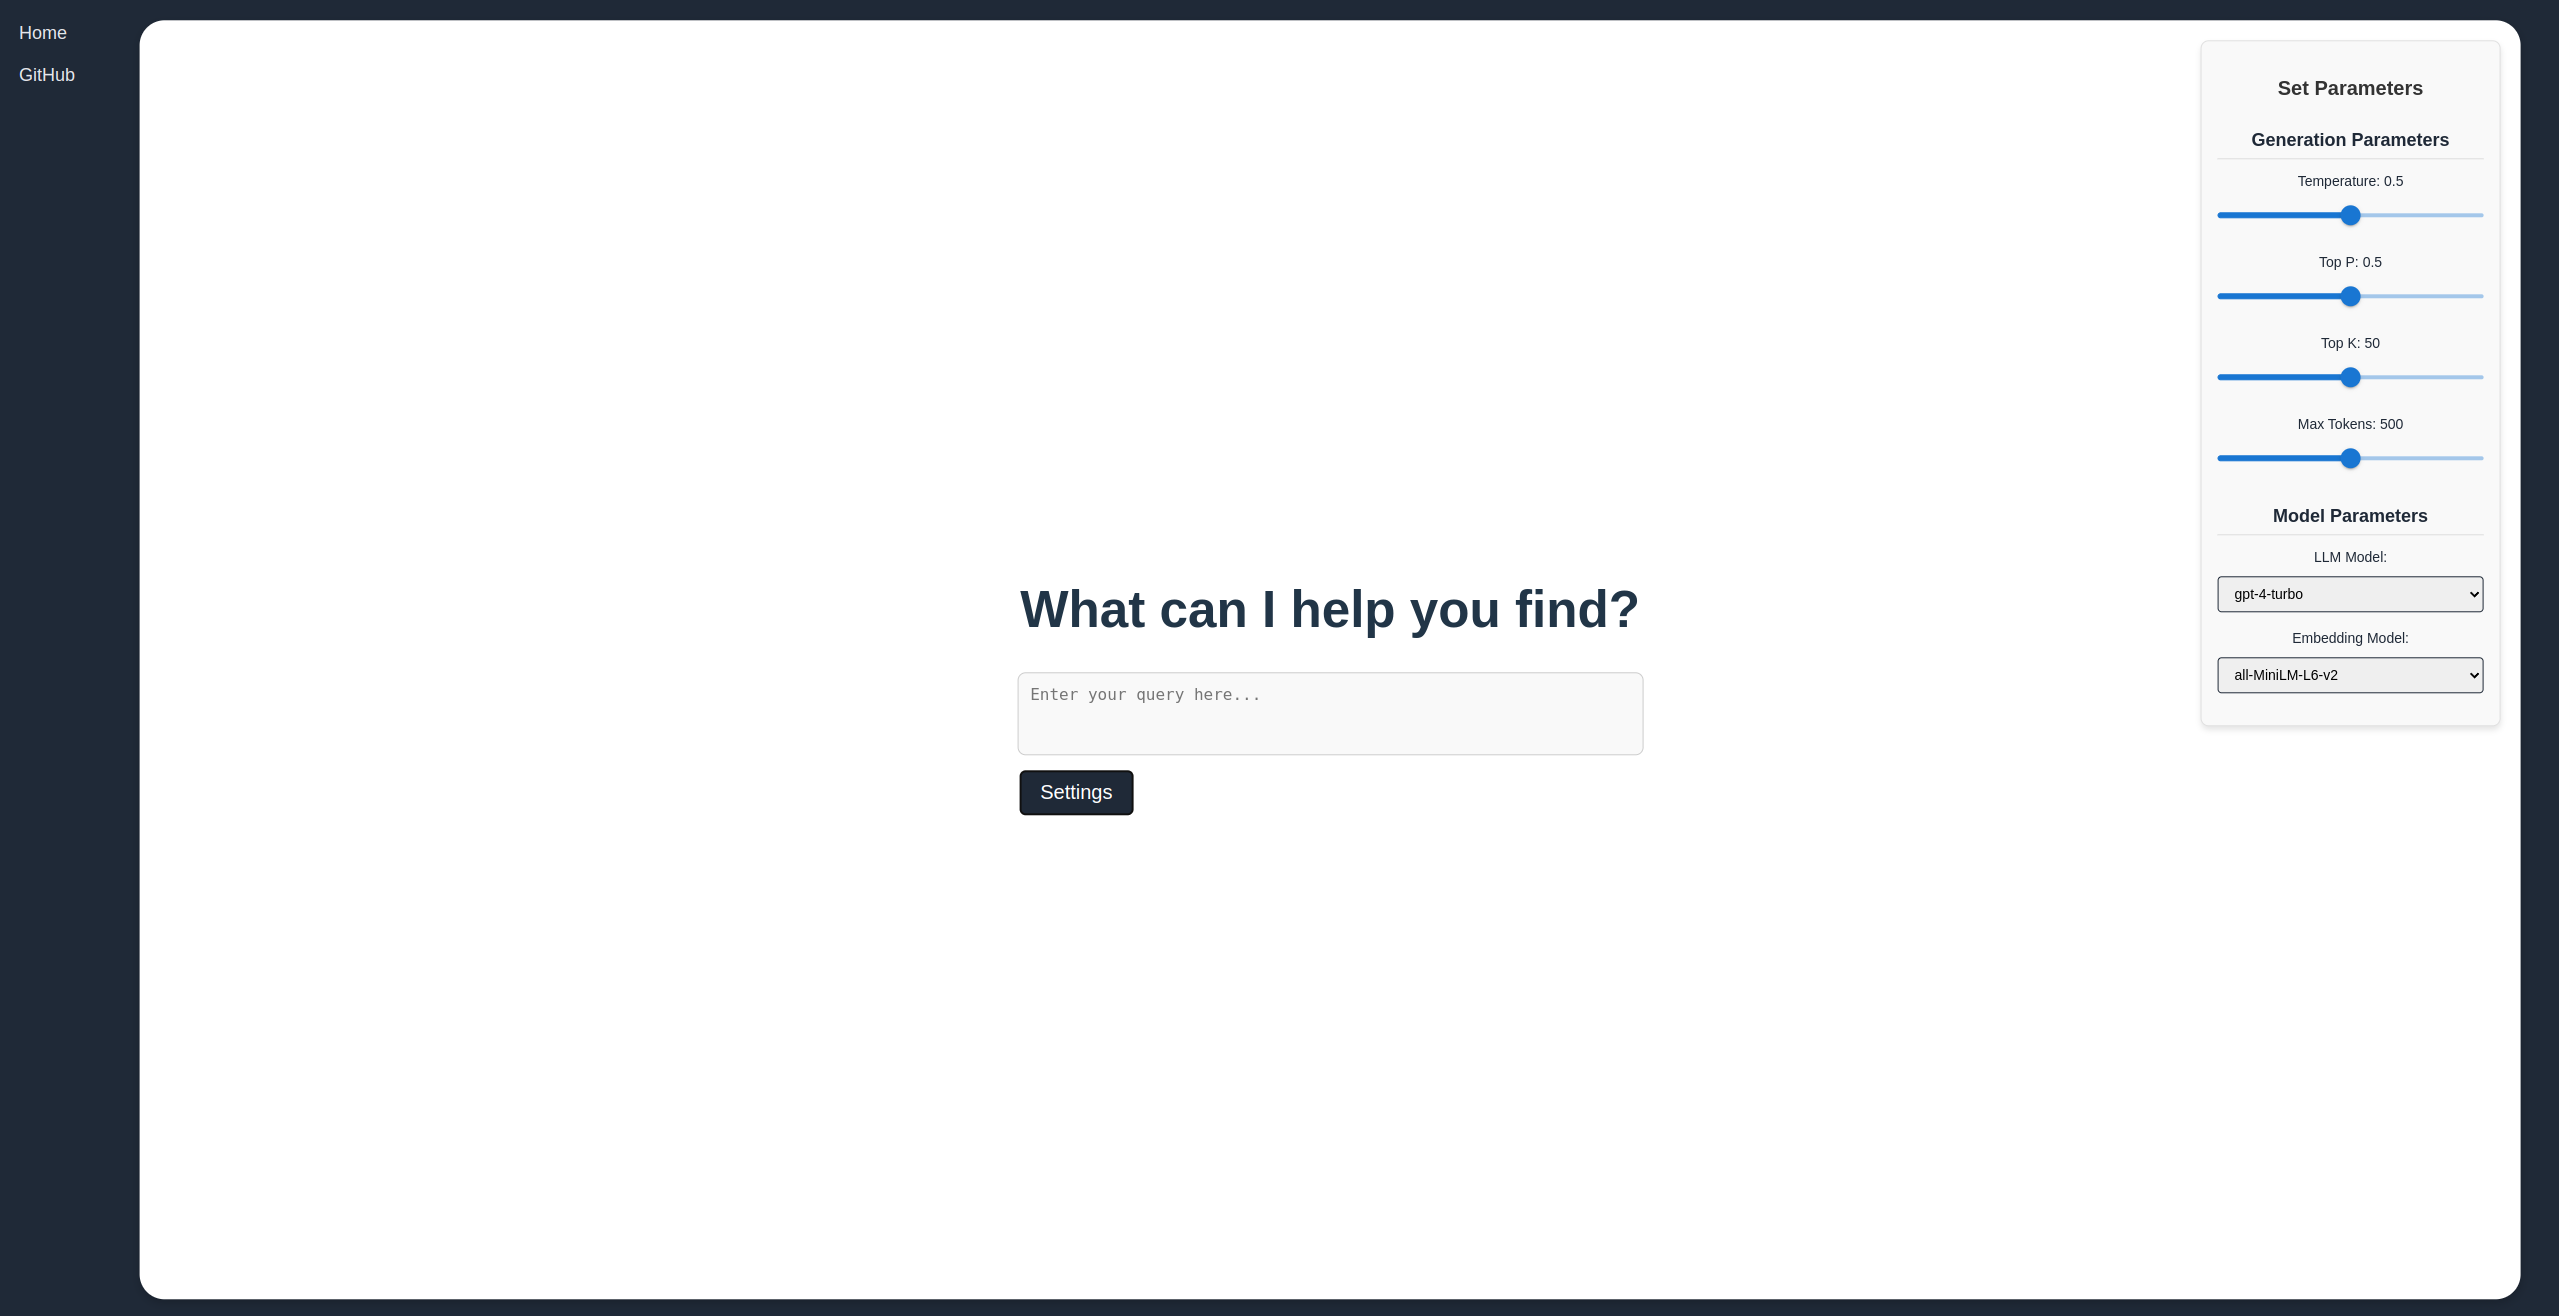 Home
GitHub
What can I help you find?
Enter your query here...
Settings
Set Parameters
Generation Parameters
Temperature: 0.5
Top P: 0.5
Top K: 50
Max Tokens: 500
Model Parameters
LLM Model:
gpt-4-turbo
Embedding Model:
all-MiniLM-L6-v2